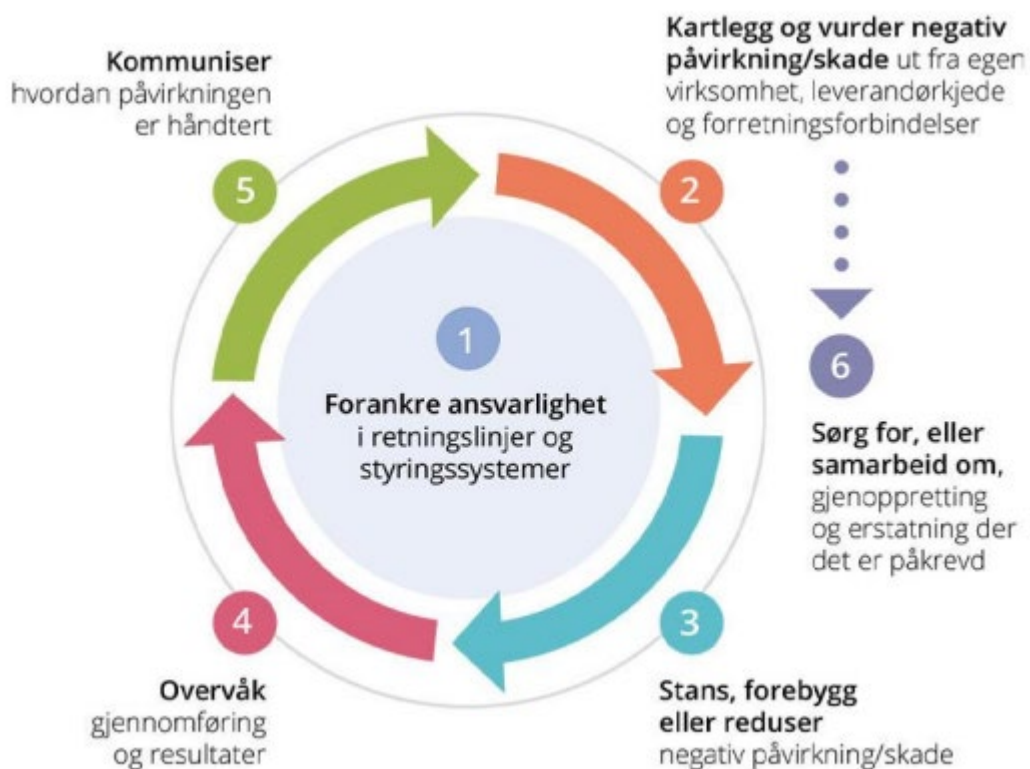 1
Forankre ansvarlighet
i retningslinjer og
styringssystemer
Kartlegg og vurder negativ
påvirkning/skade ut fra egen
virksomhet, leverandørkjede
og forretningsforbindelser
2
3
Stans, forebygg
eller reduser
negativ påvirkning/skade
4
Overvåk
gjennomføring
og resultater
Kommuniser
hvordan påvirkningen
er håndtert
5
6
Sørg for, eller
samarbeid om,
gjenoppretting
og erstatning der
det er påkrevd